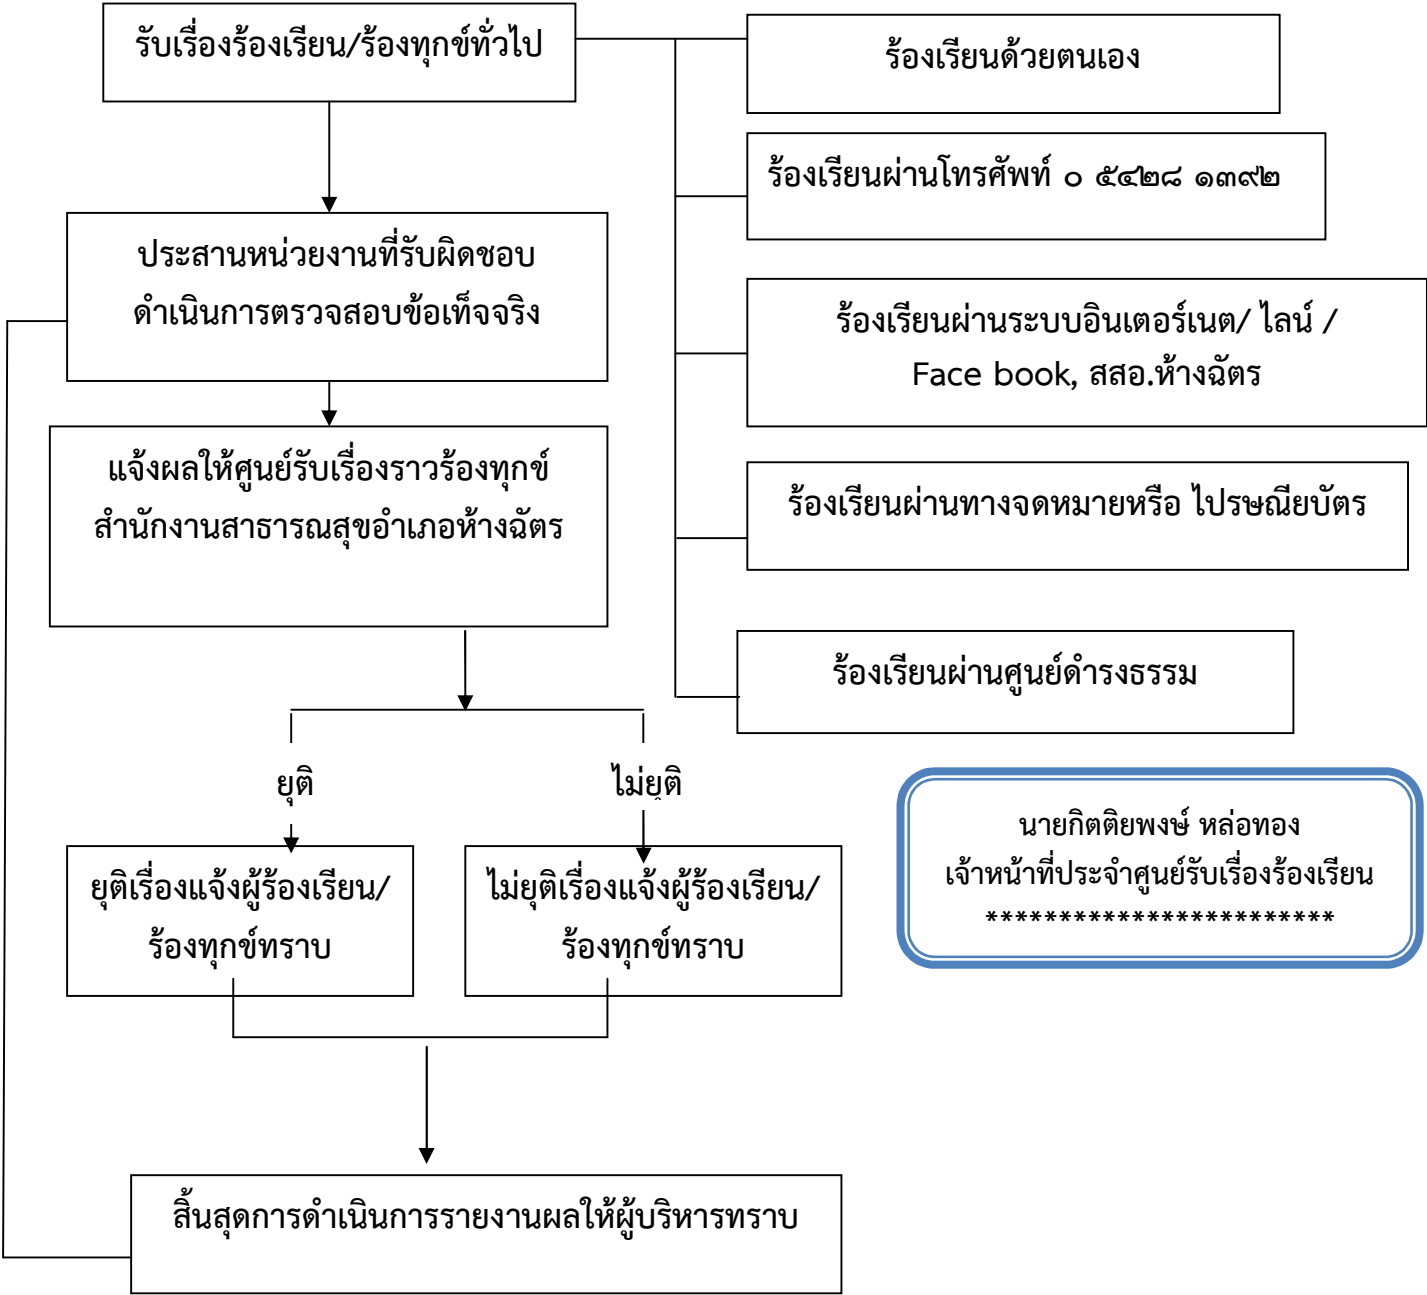 รับเรื่องร้องเรียน/ร้องทุกข์ทั่วไป
ร้องเรียนด้วยตนเอง
ร้องเรียนผ่านโทรศัพท์ ๐ ๕๔๒๘ ๑๓๙๒
ประสานหน่วยงานที่รับผิดชอบ
ดำเนินการตรวจสอบข้อเท็จจริง
ร้องเรียนผ่านระบบอินเตอร์เนต/ ไลน์ /
Face book, สสอ.ห้างฉัตร
แจ้งผลให้ศูนย์รับเรื่องราวร้องทุกข์
สำนักงานสาธารณสุขอำเภอห้างฉัตร
ร้องเรียนผ่านทางจดหมายหรือ ไปรษณียบัตร
ร้องเรียนผ่านศูนย์ดำรงธรรม
ยุติ
ไม่ยุติ
ยุติเรื่องแจ้งผู้ร้องเรียน/
ร้องทุกข์ทราบ
ไม่ยุติเรื่องแจ้งผู้ร้องเรียน/
ร้องทุกข์ทราบ
นายกิตติยพงษ์ หล่อทอง
เจ้าหน้าที่ประจำศูนย์รับเรื่องร้องเรียน
************************
สิ้นสุดการดำเนินการรายงานผลให้ผู้บริหารทราบ